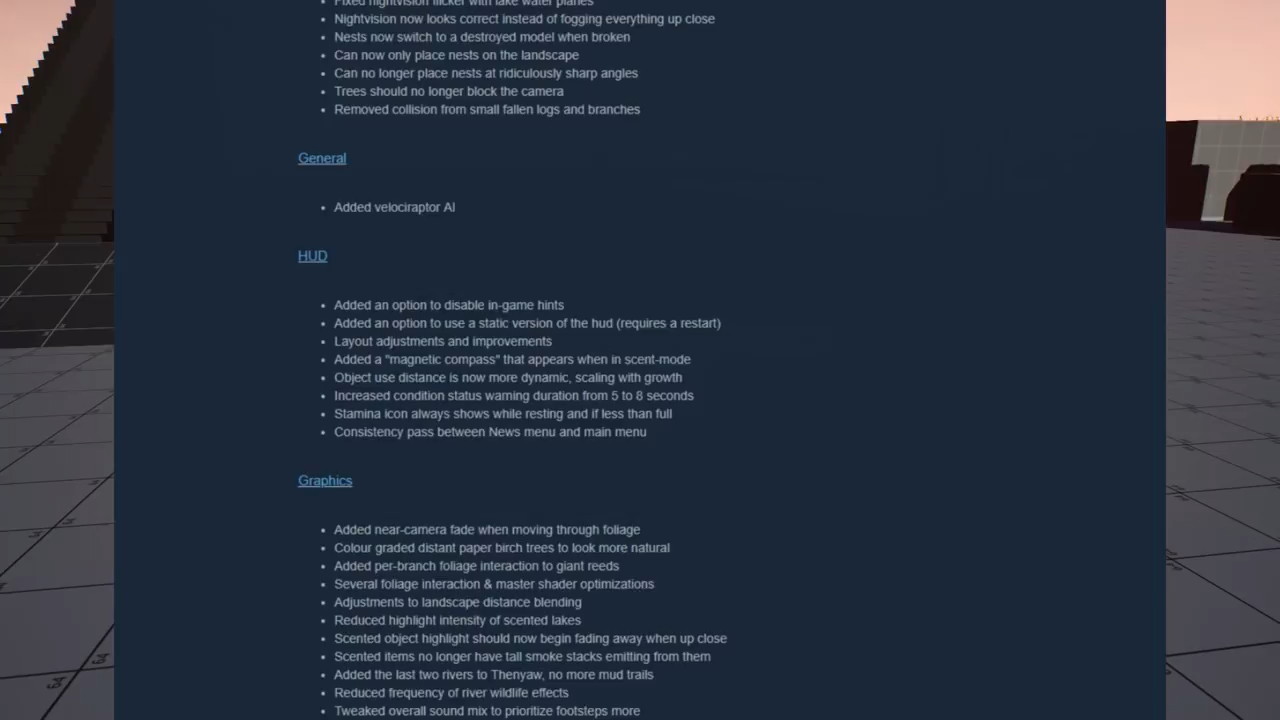 Fixed nightvision flicker with lake water planes
Nightvision now looks correct instead of fogging everything up close
Nests now switch to a destroyed model when broken
Can now only place nests on the landscape
Can no longer place nests at ridiculously sharp angles
Trees should no longer block the camera
Removed collision from small fallen logs and branches
General
Added velociraptor AI
HUD
Added an option to disable in-game hints
Added an option to use a static version of the hud (requires a restart)
Layout adjustments and improvements
Added a "magnetic compass" that appears when in scent-mode
Object use distance is now more dynamic, scaling with growth
Increased condition status warning duration from 5 to 8 seconds
Stamina icon always shows while resting and if less than full
Consistency pass between News menu and main menu
Graphics
Added near-camera fade when moving through foliage
Colour graded distant paper birch trees to look more natural
Added per-branch foliage interaction to giant reeds
Several foliage interaction & master shader optimizations
Adjustments to landscape distance blending
Reduced highlight intensity of scented lakes
Scented object highlight should now begin fading away when up close
Scented items no longer have tall smoke stacks emitting from them
Added the last two rivers to Thenyaw, no more mud trails
Reduced frequency of river wildlife effects
Tweaked overall sound mix to prioritize footsteps more
64
64